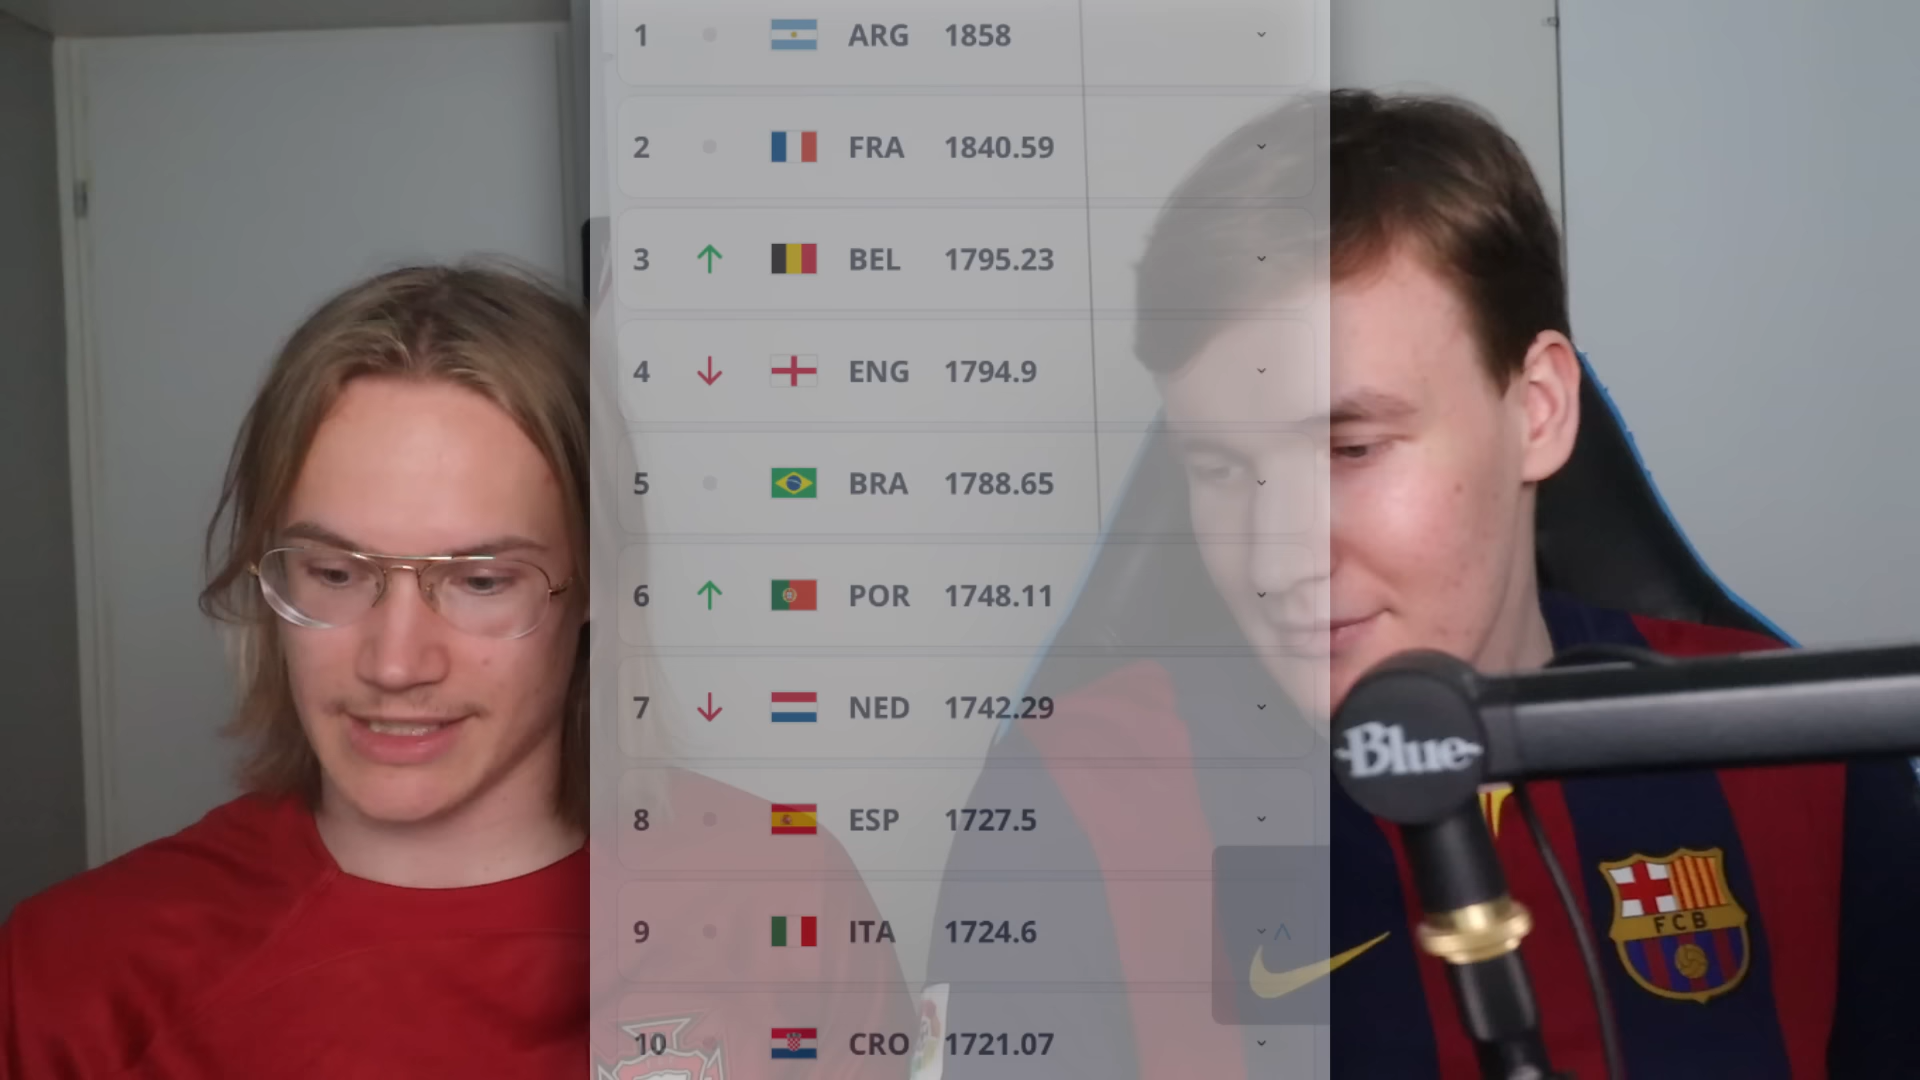 1 ARG 1858
2 FRA 1840.59
3 BEL 1795.23
4 ENG 1794.9
5 BRA 1788.65
6 POR 1748.11
7 NED 1742.29
8 ESP 1727.5
9 ITA 1724.6
10 CRO 1721.07
Blue
FCB